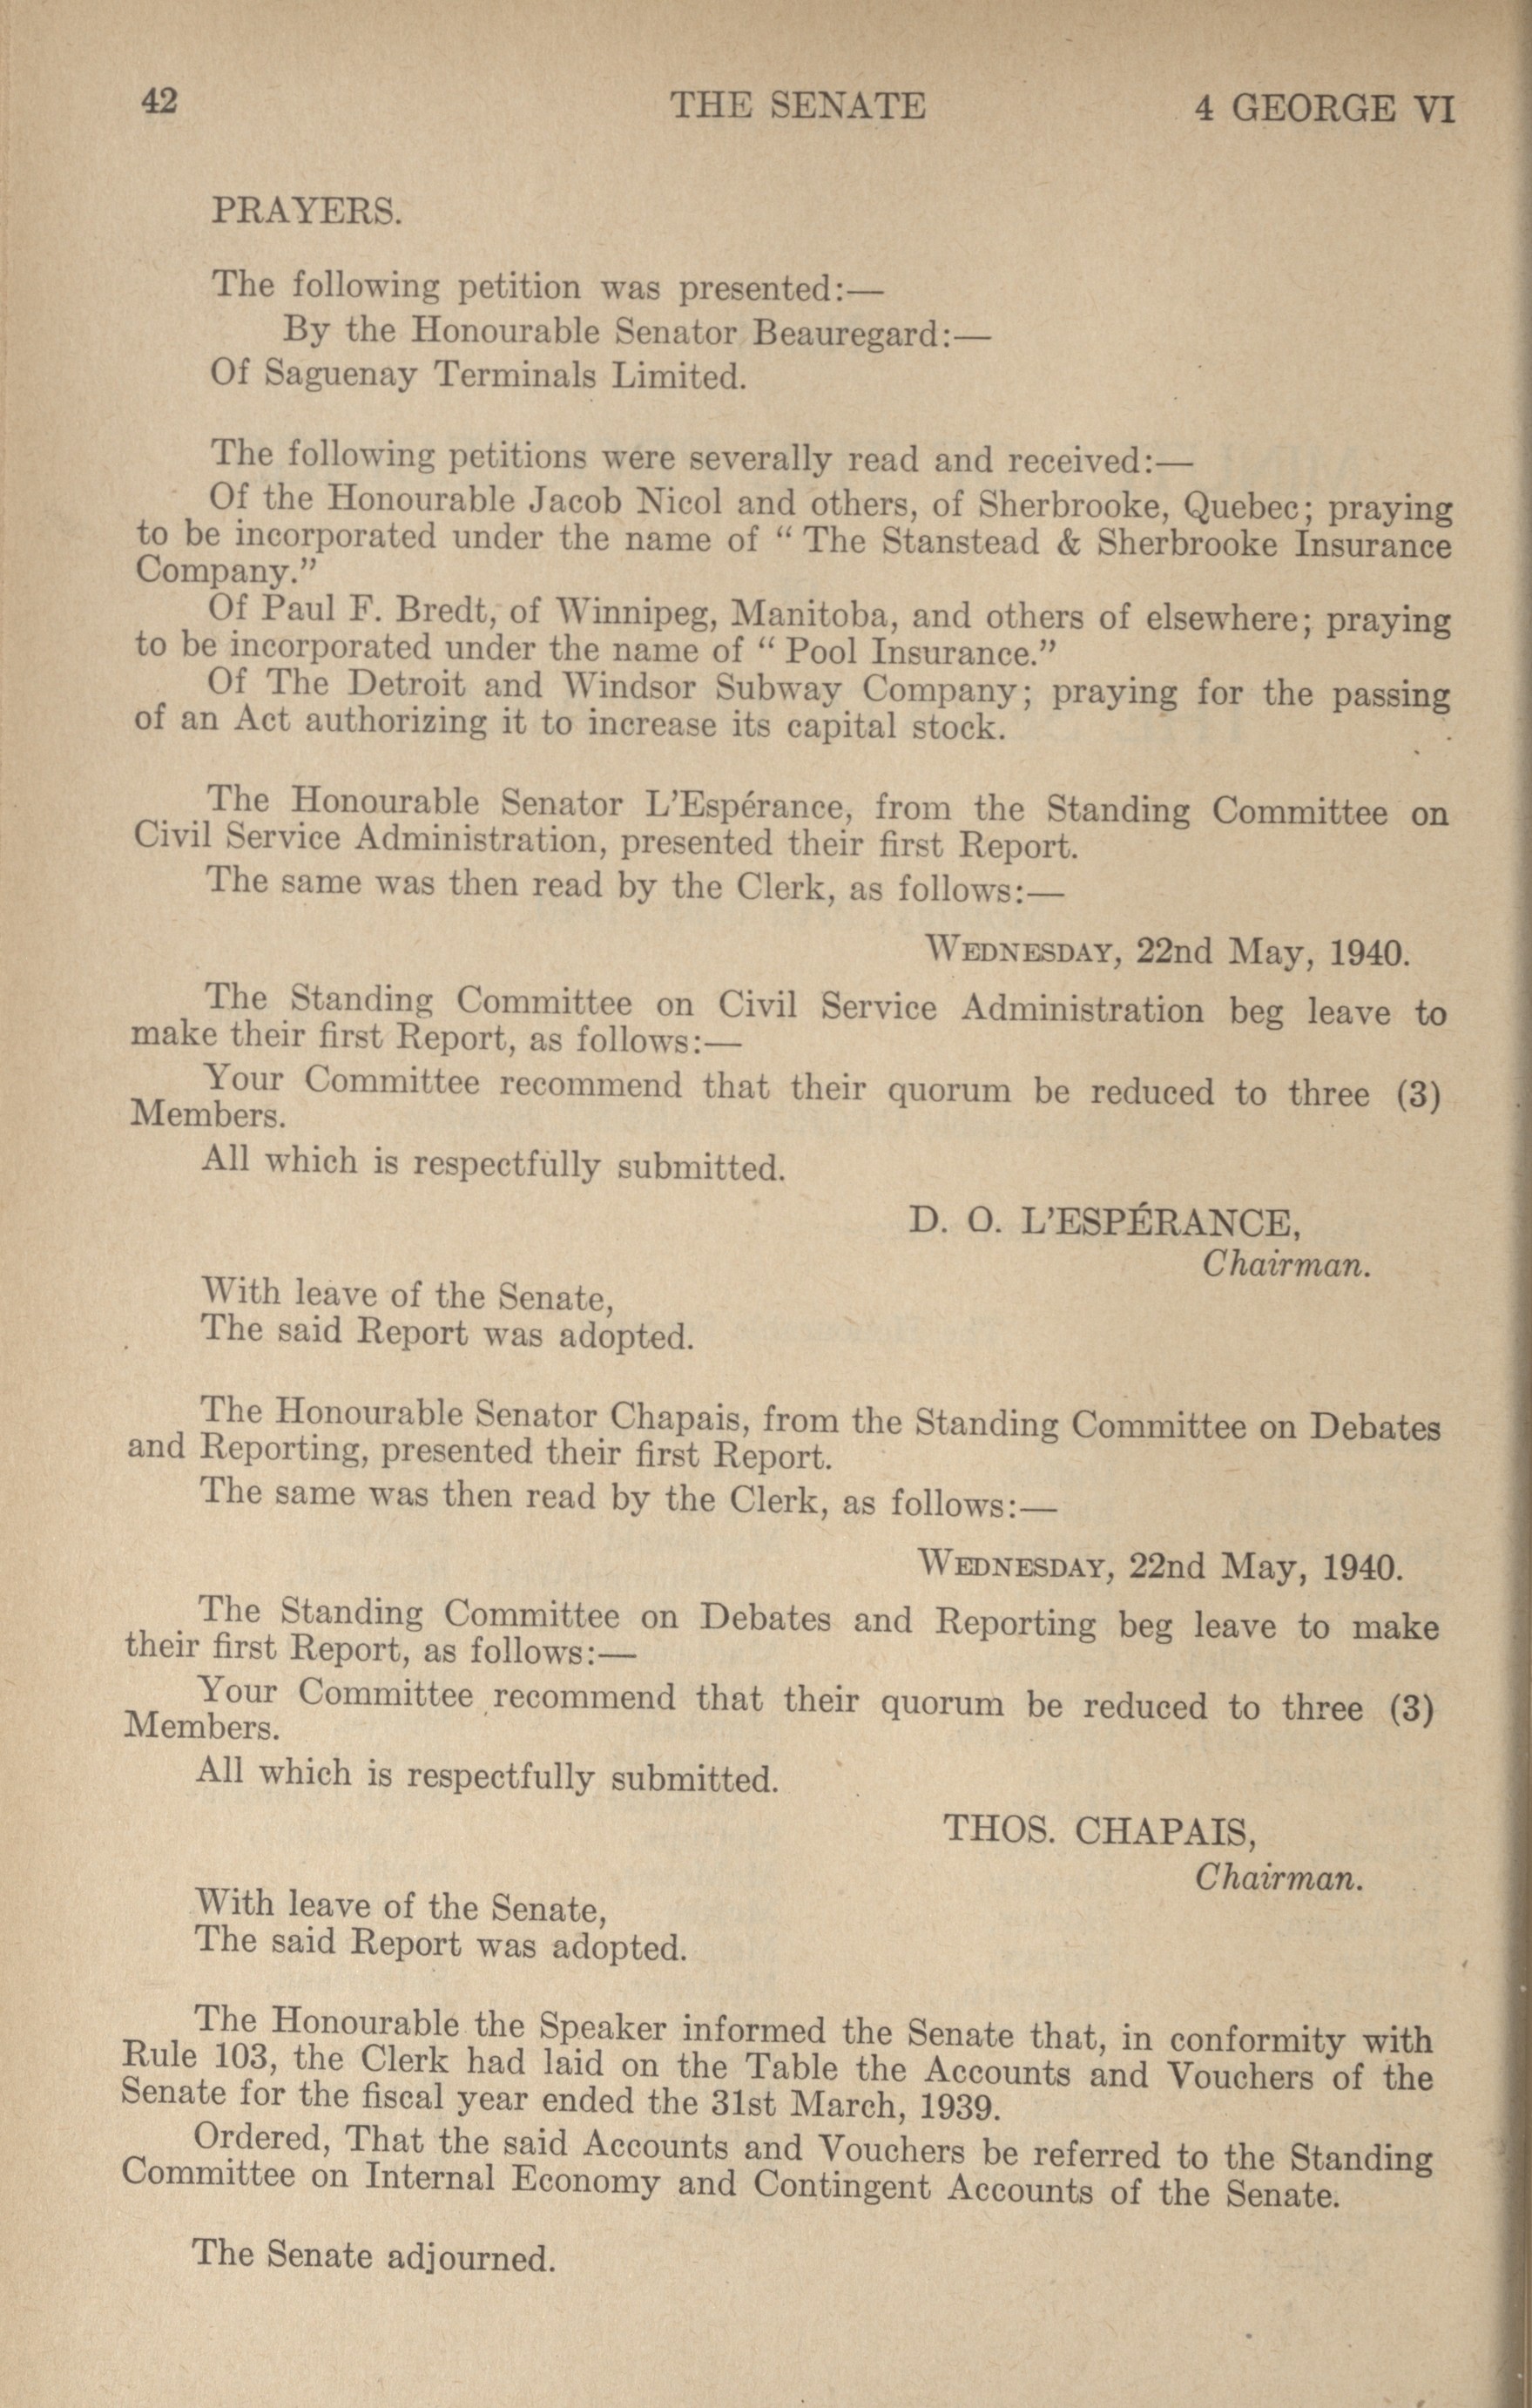 42 THE SENATE 4 GEORGE VI
PRAYERS.
The following petition was presented:—
By the Honourable Senator Beauregard:—
Of Saguenay Terminals Limited.
The following petitions were severally read and received:—
Of the Honourable Jacob Nicol and others, of Sherbrooke, Quebec; praying
to be incorporated under the name of “ The Stanstead & Sherbrooke Insurance
Company.”
Of Paul F. Bredt, of Winnipeg, Manitoba, and others of elsewhere; praying
to be incorporated under the name of “ Pool Insurance.”
Of The Detroit and Windsor Subway Company; praying for the passing
of an Act authorizing it to increase its capital stock.
The Honourable Senator L'Espérance, from the Standing Committee on
Civil Service Administration, presented their first Report.
The same was then read by the Clerk, as follows:—
WEDNESDAY, 22nd May, 1940.
The Standing Committee on Civil Service Administration beg leave to
make their first Report, as follows:—
Your Committee recommend that their quorum be reduced to three (3)
Members.
All which is respectfully submitted.
D. O. L'ESPÉRANCE,
Chairman.
With leave of the Senate,
The said Report was adopted.
The Honourable Senator Chapais, from the Standing Committee on Debates
and Reporting, presented their first Report.
The same was then read by the Clerk, as follows:—
WEDNESDAY, 22nd May, 1940.
The Standing Committee on Debates and Reporting beg leave to make
their first Report, as follows:—
Your Committee recommend that their quorum be reduced to three (3)
Members.
All which is respectfully submitted.
THOS. CHAPAIS,
Chairman.
With leave of the Senate,
The said Report was adopted.
The Honourable the Speaker informed the Senate that, in conformity with
Rule 103, the Clerk had laid on the Table the Accounts and Vouchers of the
Senate for the fiscal year ended the 31st March, 1939.
Ordered, That the said Accounts and Vouchers be referred to the Standing
Committee on Internal Economy and Contingent Accounts of the Senate.
The Senate adjourned.